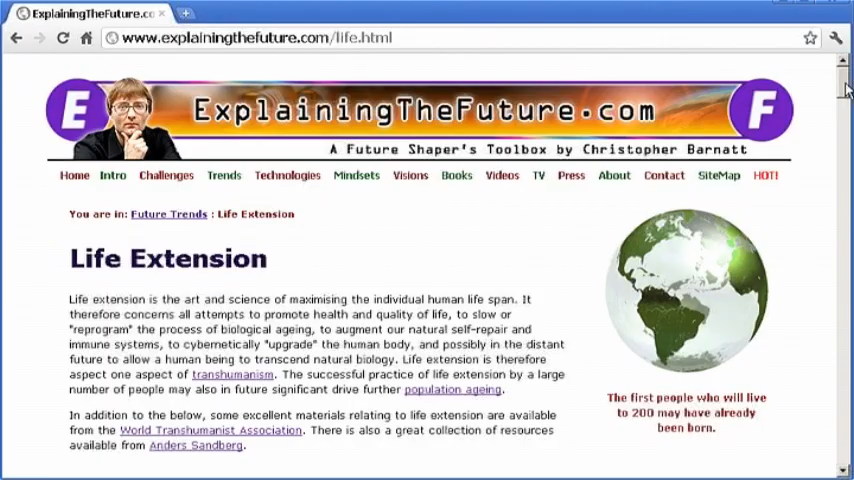 ExplainingTheFuture.co
www.explainingthefuture.com/life.html
E
ExplainingTheFuture.com
F
A Future Shaper's Toolbox by Christopher Barnatt
Home Intro Challenges Trends Technologies Mindsets Visions Books Videos TV Press About Contact SiteMap HOT!
You are in: Future Trends : Life Extension
Life Extension
Life extension is the art and science of maximising the individual human life span. It
therefore concerns all attempts to promote health and quality of life, to slow or
"reprogram" the process of biological ageing, to augment our natural self-repair and
immune systems, to cybernetically "upgrade" the human body, and possibly in the distant
future to allow a human being to transcend natural biology. Life extension is therefore
aspect one aspect of transhumanism. The successful practice of life extension by a large
number of people may also in future significant drive further population ageing.
In addition to the below, some excellent materials relating to life extension are available
from the World Transhumanist Association. There is also a great collection of resources
available from Anders Sandberg.
The first people who will live
to 200 may have already
been born.